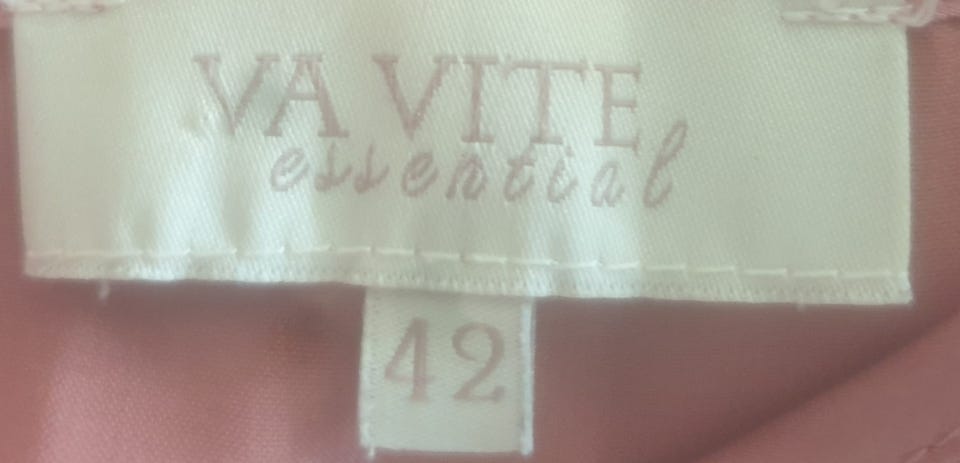 VA VITE
essential
42